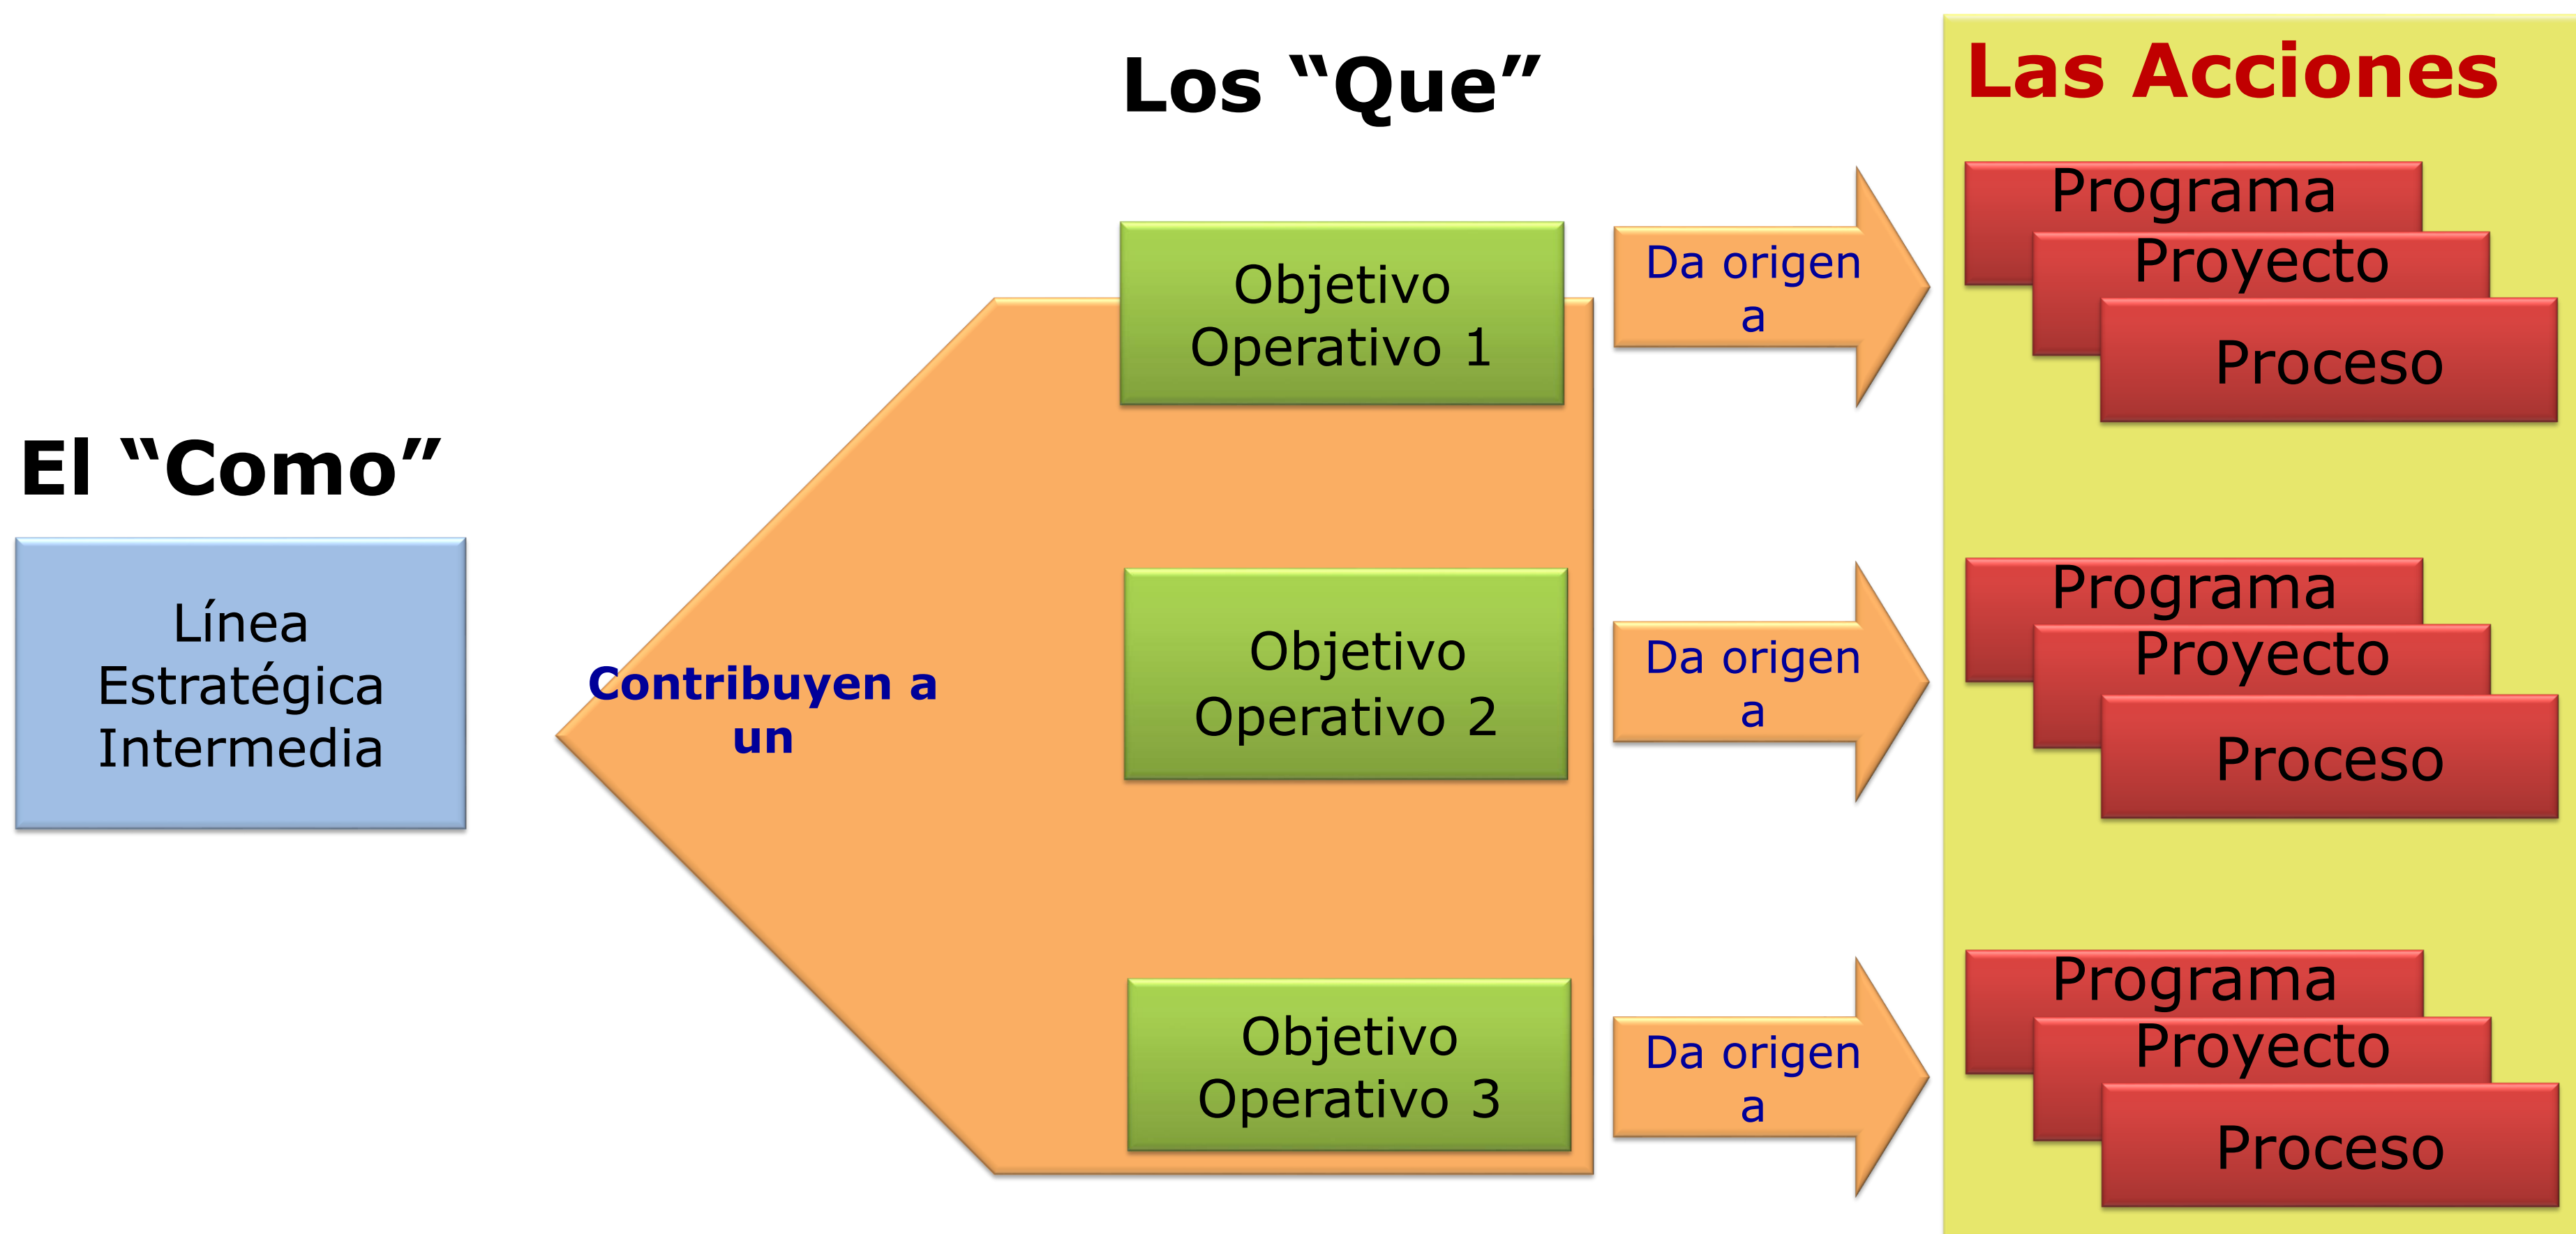 El “Como”
Línea
Estratégica
Intermedia
Contribuyen a
un
Los “Que”
Objetivo
Operativo 1
Objetivo
Operativo 2
Objetivo
Operativo 3
Da origen
a
Da origen
a
Da origen
a
Las Acciones
Programa
Proyecto
Proceso
Programa
Proyecto
Proceso
Programa
Proyecto
Proceso